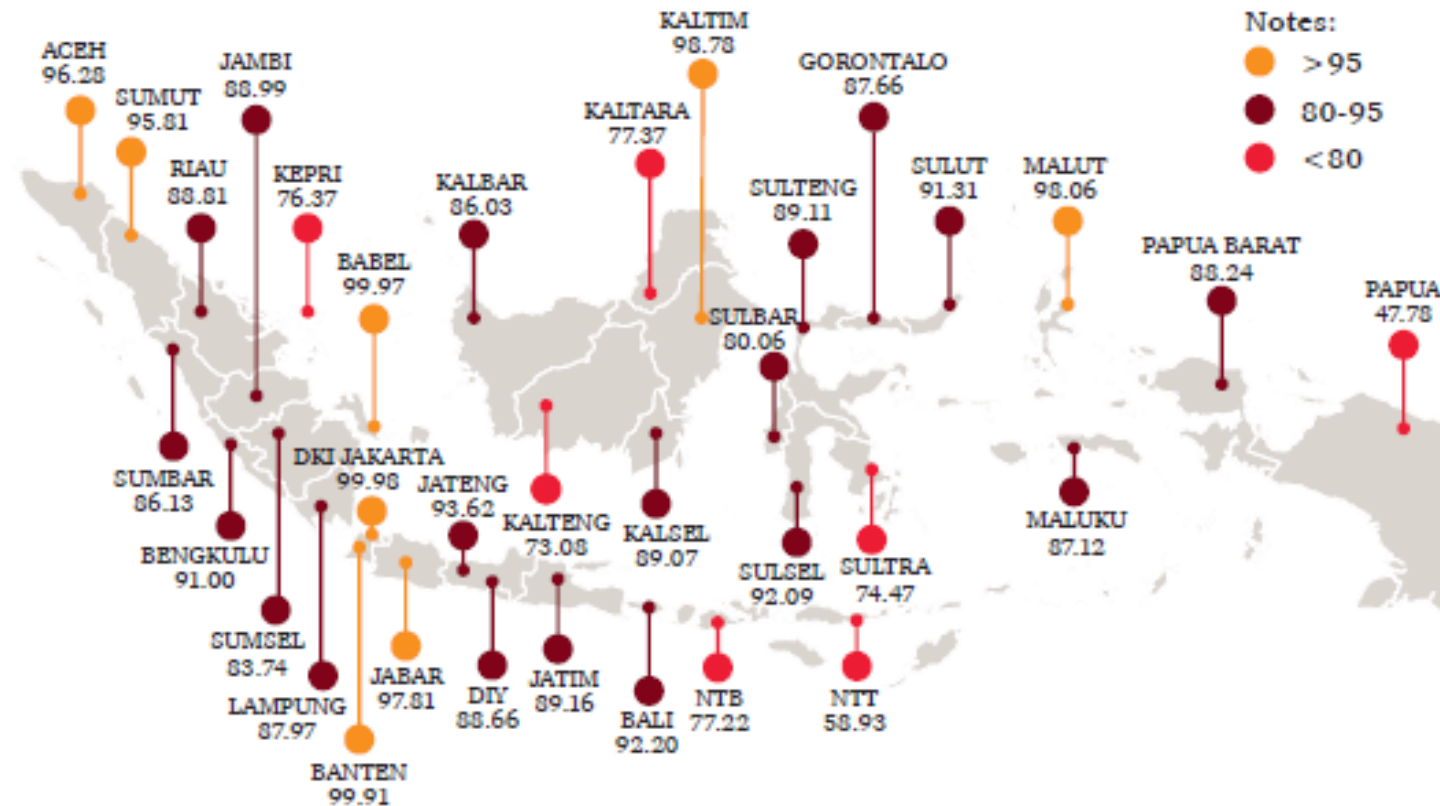 ACEH
96.28
SUMUT
95.81
JAMBI
88.99
RIAU
88.81
KEPRI
76.37
BABEL
99.97
KALBAR
86.03
KALTIM
98.78
KALTARA
77.37
GORONTALO
87.66
SULTENG
89.11
SULUT
91.31
MALUT
98.06
Notes:
>95
80-95
<80
PAPUA BARAT
88.24
PAPUA
47.78
SULBAR
80.06
SUMBAR
86.13
BENGKULU
91.00
SUMSEL
83.74
LAMPUNG
87.97
DKI JAKARTA
99.98
JATENG
93.62
KALTENG
73.08
KALSEL
89.07
SULSEL
92.09
SULTRA
74.47
MALUKU
87.12
BANTEN
99.91
JABAR
97.81
DIY
88.66
JATIM
89.16
BALI
92.20
NTB
77.22
NTT
58.93